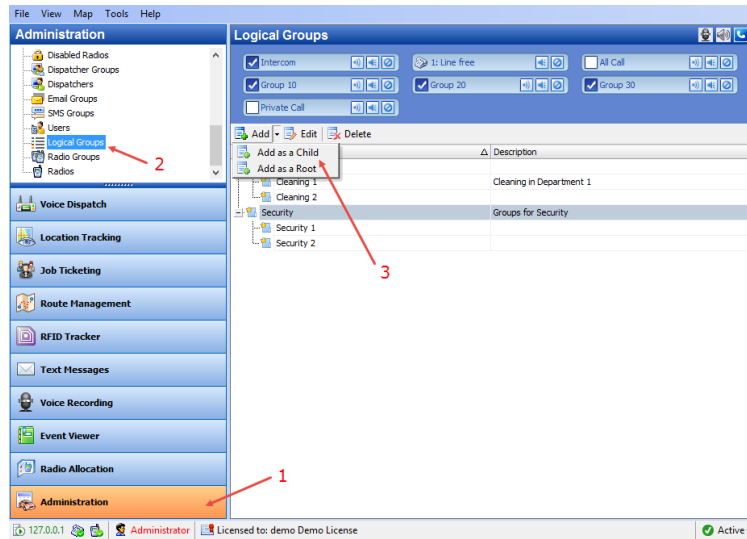 File View Map Tools Help
Administration
Disabled Radios
Dispatcher Groups
Dispatchers
Email Groups
SMS Groups
Users
Logical Groups
Radio Groups
Radios
2
Voice Dispatch
Location Tracking
Job Ticketing
Route Management
RFID Tracker
Text Messages
Voice Recording
Event Viewer
Radio Allocation
Administration
1
Logical Groups
Intercom
1: Line free
All Call
Group 10
Group 20
Group 30
Private Call
Add Edit Delete
Add as a Child
Add as a Root
Description
Cleaning 1 Cleaning in Department 1
Cleaning 2
Security Groups for Security
Security 1
Security 2
3
127.0.0.1 Administrator Licensed to: demo Demo License Active